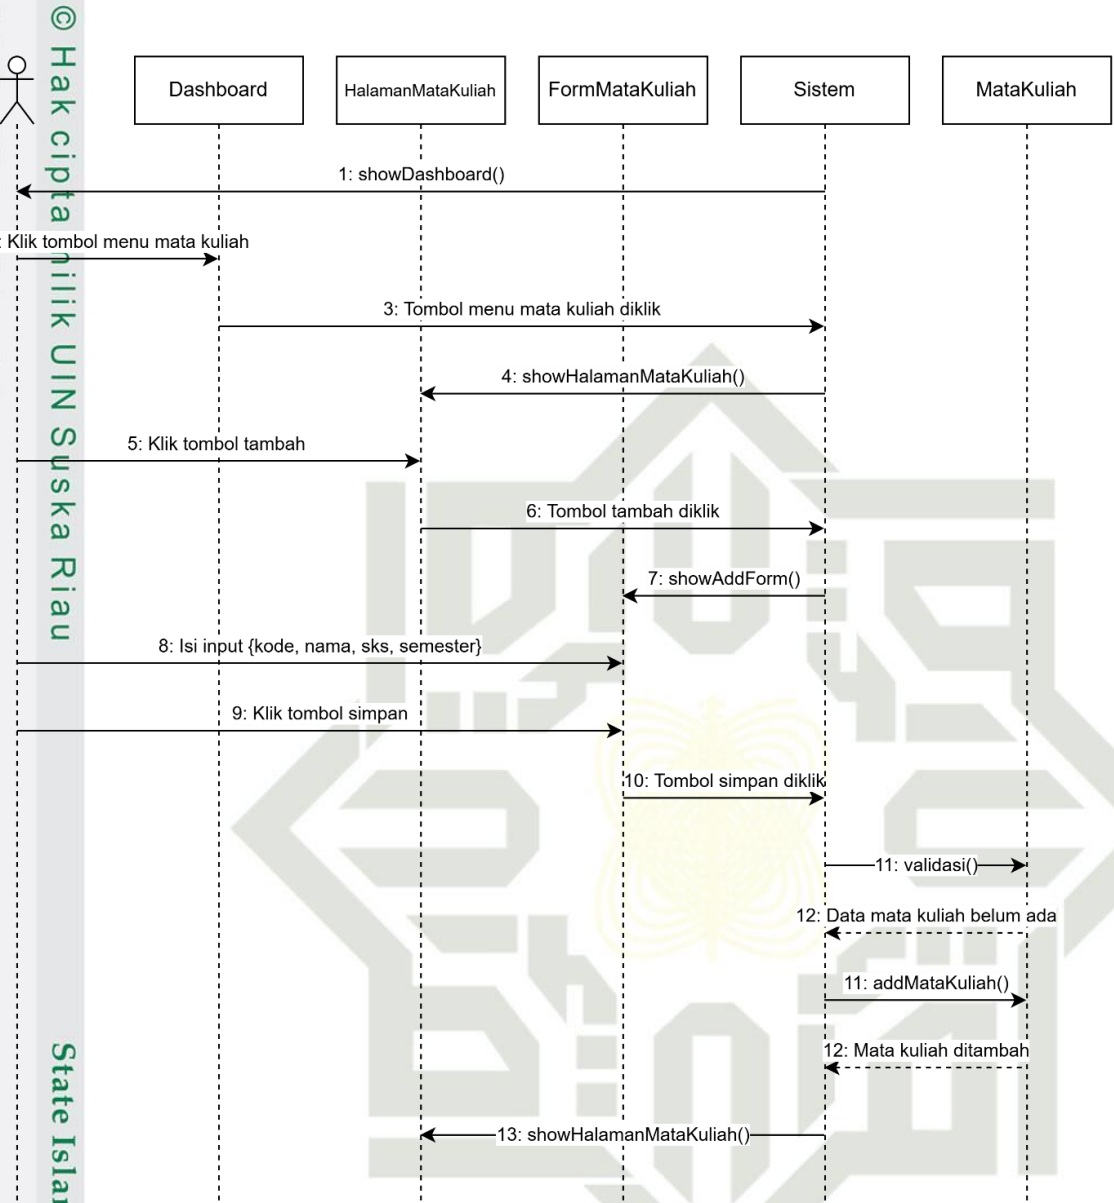 © Hak cipta milik UIN Suska Riau
State Isla
Dashboard
HalamanMataKuliah
FormMataKuliah
Sistem
MataKuliah
1: showDashboard()
: Klik tombol menu mata kuliah
3: Tombol menu mata kuliah diklik
4: showHalamanMataKuliah()
5: Klik tombol tambah
6: Tombol tambah diklik
7: showAddForm()
8: Isi input {kode, nama, sks, semester}
9: Klik tombol simpan
10: Tombol simpan diklik
11: validasi()
12: Data mata kuliah belum ada
11: addMataKuliah()
12: Mata kuliah ditambah
13: showHalamanMataKuliah()